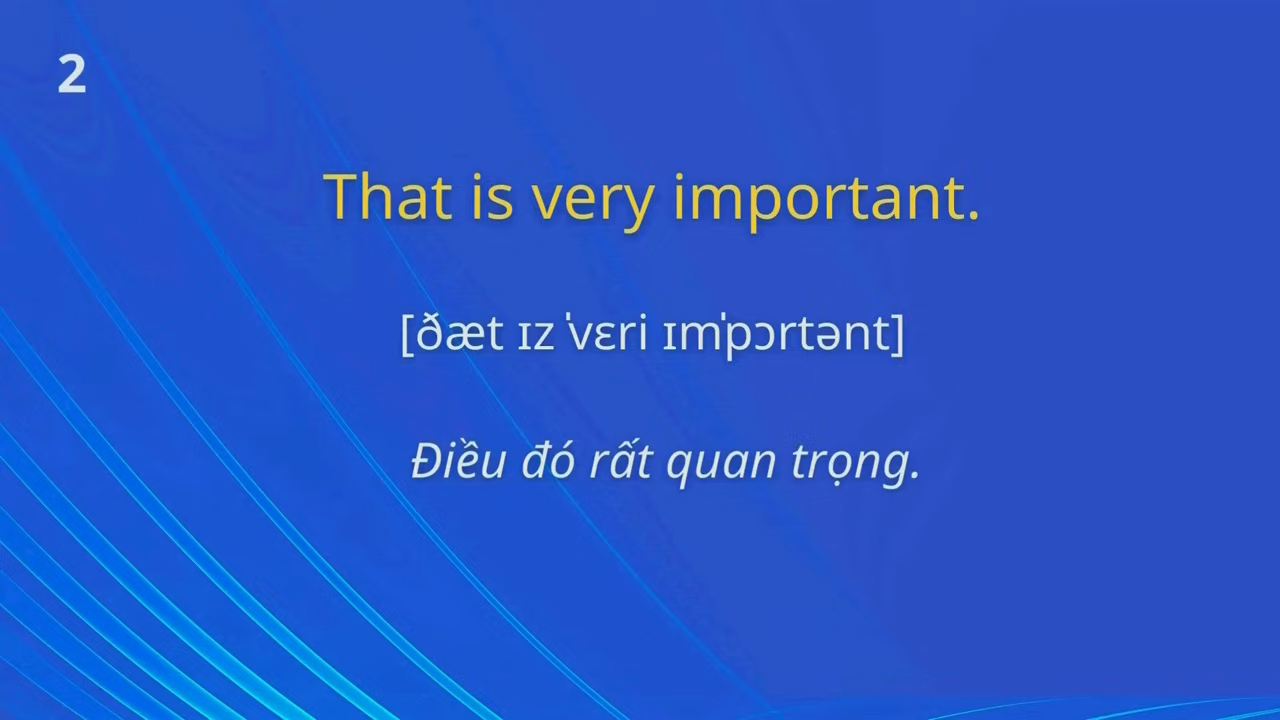 2
That is very important.
[ðæt ɪz ˈvɛri ɪmˈpɔrtənt]
Điều đó rất quan trọng.